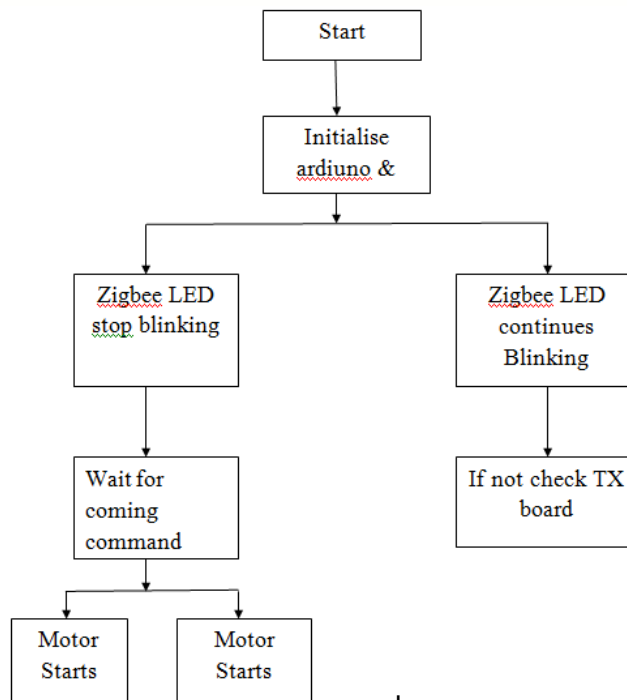 Start
Initialise
ardiuno &
Zigbee LED
stop blinking
Zigbee LED
continues
Blinking
Wait for
coming
command
If not check TX
board
Motor
Starts
Motor
Starts